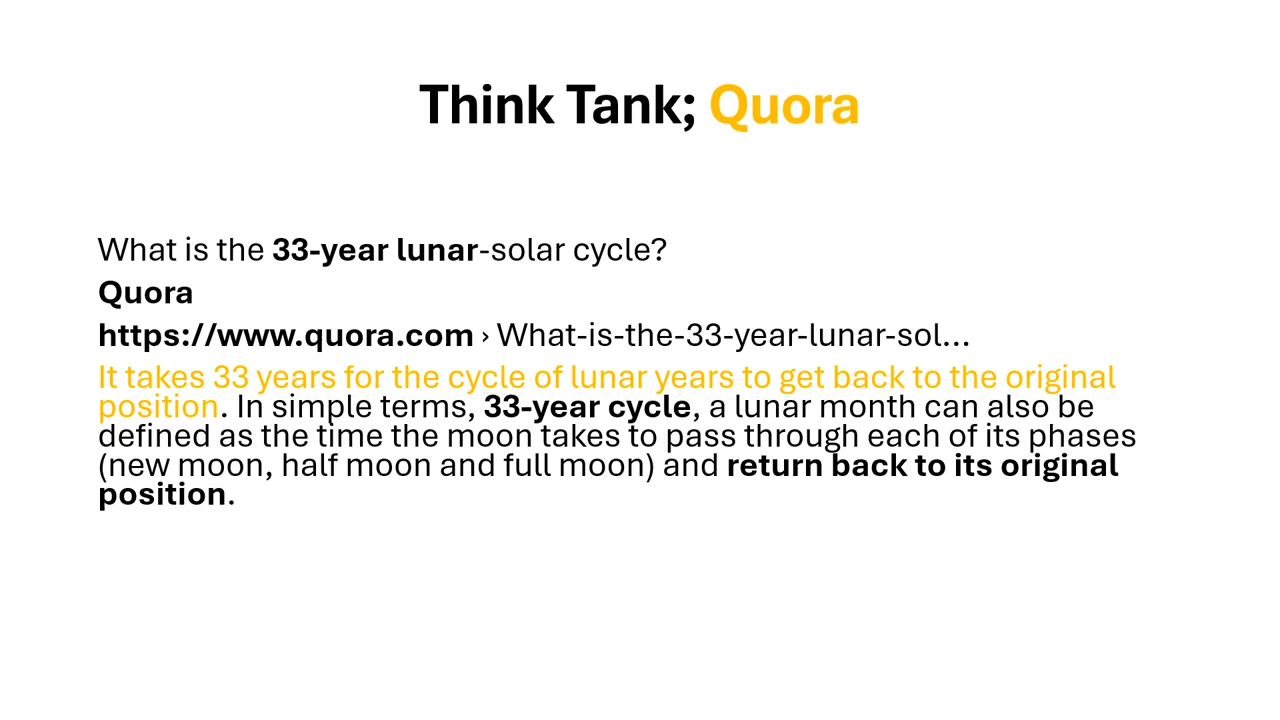 Think Tank; Quora
What is the 33-year lunar-solar cycle?
Quora
https://www.quora.com › What-is-the-33-year-lunar-sol...
It takes 33 years for the cycle of lunar years to get back to the original
position. In simple terms, 33-year cycle, a lunar month can also be
defined as the time the moon takes to pass through each of its phases
(new moon, half moon and full moon) and return back to its original
position.